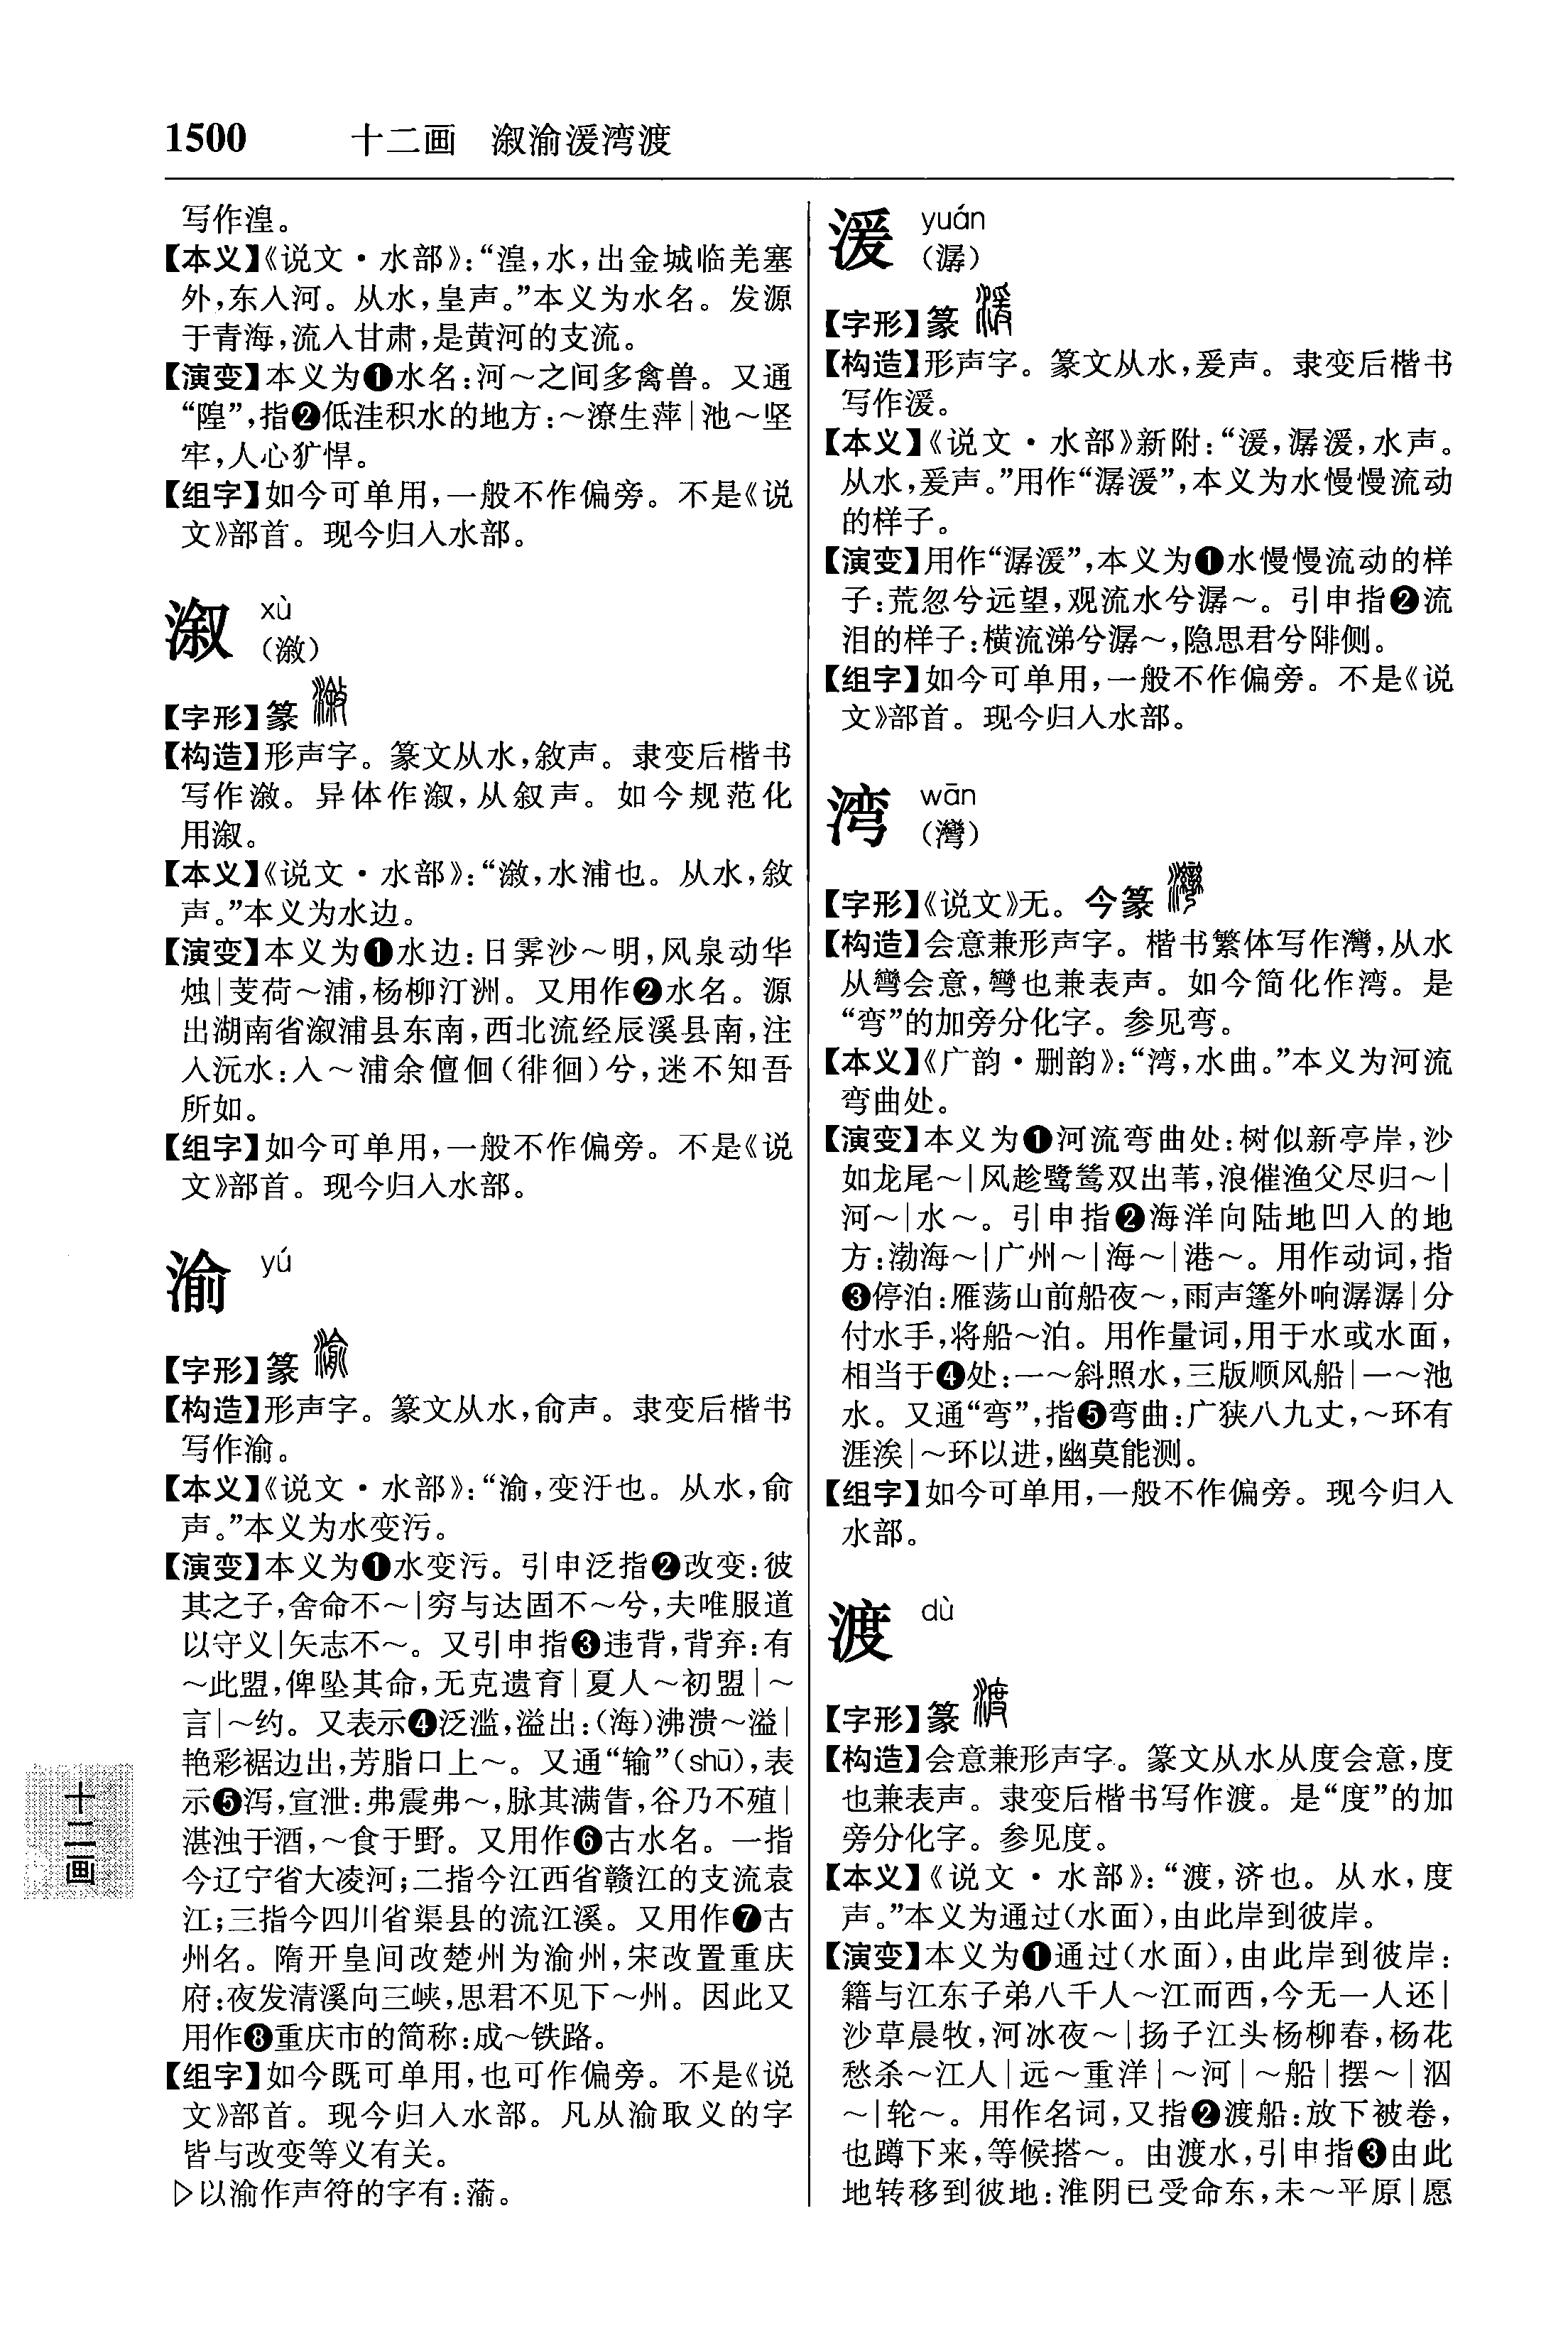 1500 十二画 溆渝湲湾渡
写作湟。
【本义】《说文·水部》：“湟，水，出金城临羌塞
外，东入河。从水，皇声。”本义为水名。发源
于青海，流入甘肃，是黄河的支流。
【演变】本义为❶水名：河～之间多禽兽。又通
“隍”，指❷低洼积水的地方：～潦生萍｜池～坚
牢，人心犷悍。
【组字】如今可单用，一般不作偏旁。不是《说
文》部首。现今归入水部。
溆 xù
（漵）
【字形】篆
【构造】形声字。篆文从水，敘声。隶变后楷书
写作漵。异体作溆，从叙声。如今规范化
用溆。
【本义】《说文·水部》：“漵，水浦也。从水，敘
声。”本义为水边。
【演变】本义为❶水边：日霁沙～明，风泉动华
烛｜芰荷～浦，杨柳汀洲。又用作❷水名。源
出湖南省溆浦县东南，西北流经辰溪县南，注
入沅水：入～浦余儃佪（徘徊）兮，迷不知吾
所如。
【组字】如今可单用，一般不作偏旁。不是《说
文》部首。现今归入水部。
渝 yú
【字形】篆
【构造】形声字。篆文从水，俞声。隶变后楷书
写作渝。
【本义】《说文·水部》：“渝，变汙也。从水，俞
声。”本义为水变污。
【演变】本义为❶水变污。引申泛指❷改变：彼
其之子，舍命不～｜穷与达固不～兮，夫唯服道
以守义｜矢志不～。又引申指❸违背，背弃：有
～此盟，俾坠其命，无克遗育｜夏人～初盟｜～
言｜～约。又表示❹泛滥，溢出：（海）沸溃～溢｜
艳彩裾边出，芳脂口上～。又通“输”（shū），表
示❺泻，宣泄：弗震弗～，脉其满眚，谷乃不殖｜
湛浊于酒，～食于野。又用作❻古水名。一指
今辽宁省大凌河；二指今江西省赣江的支流袁
江；三指今四川省渠县的流江溪。又用作❼古
州名。隋开皇间改楚州为渝州，宋改置重庆
府：夜发清溪向三峡，思君不见下～州。因此又
用作❽重庆市的简称：成～铁路。
【组字】如今既可单用，也可作偏旁。不是《说
文》部首。现今归入水部。凡从渝取义的字
皆与改变等义有关。
▷以渝作声符的字有：蕍。
湲 yuán
（潺）
【字形】篆
【构造】形声字。篆文从水，爰声。隶变后楷书
写作湲。
【本义】《说文·水部》新附：“湲，潺湲，水声。
从水，爰声。”用作“潺湲”，本义为水慢慢流动
的样子。
【演变】用作“潺湲”，本义为❶水慢慢流动的样
子：荒忽兮远望，观流水兮潺～。引申指❷流
泪的样子：横流涕兮潺～，隐思君兮陫侧。
【组字】如今可单用，一般不作偏旁。不是《说
文》部首。现今归入水部。
湾 wān
（灣）
【字形】《说文》无。今篆
【构造】会意兼形声字。楷书繁体写作灣，从水
从彎会意，彎也兼表声。如今简化作湾。是
“弯”的加旁分化字。参见弯。
【本义】《广韵·删韵》：“湾，水曲。”本义为河流
弯曲处。
【演变】本义为❶河流弯曲处：树似新亭岸，沙
如龙尾～｜风趁鹭鸶双出苇，浪催渔父尽归～｜
河～｜水～。引申指❷海洋向陆地凹入的地
方：渤海～｜广州～｜海～｜港～。用作动词，指
❸停泊：雁荡山前船夜～，雨声篷外响潺潺｜分
付水手，将船～泊。用作量词，用于水或水面，
相当于❹处：一～斜照水，三版顺风船｜一～池
水。又通“弯”，指❺弯曲：广狭八九丈，～环有
涯涘｜～环以进，幽莫能测。
【组字】如今可单用，一般不作偏旁。现今归入
水部。
渡 dù
【字形】篆
【构造】会意兼形声字。篆文从水从度会意，度
也兼表声。隶变后楷书写作渡。是“度”的加
旁分化字。参见度。
【本义】《说文·水部》：“渡，济也。从水，度
声。”本义为通过（水面），由此岸到彼岸。
【演变】本义为❶通过（水面），由此岸到彼岸：
籍与江东子弟八千人～江而西，今无一人还｜
沙草晨牧，河冰夜～｜扬子江头杨柳春，杨花
愁杀～江人｜远～重洋｜～河｜～船｜摆～｜泅
～｜轮～。用作名词，又指❷渡船：放下被卷，
也蹲下来，等候搭～。由渡水，引申指❸由此
地转移到彼地：淮阴已受命东，未～平原｜愿
十二画